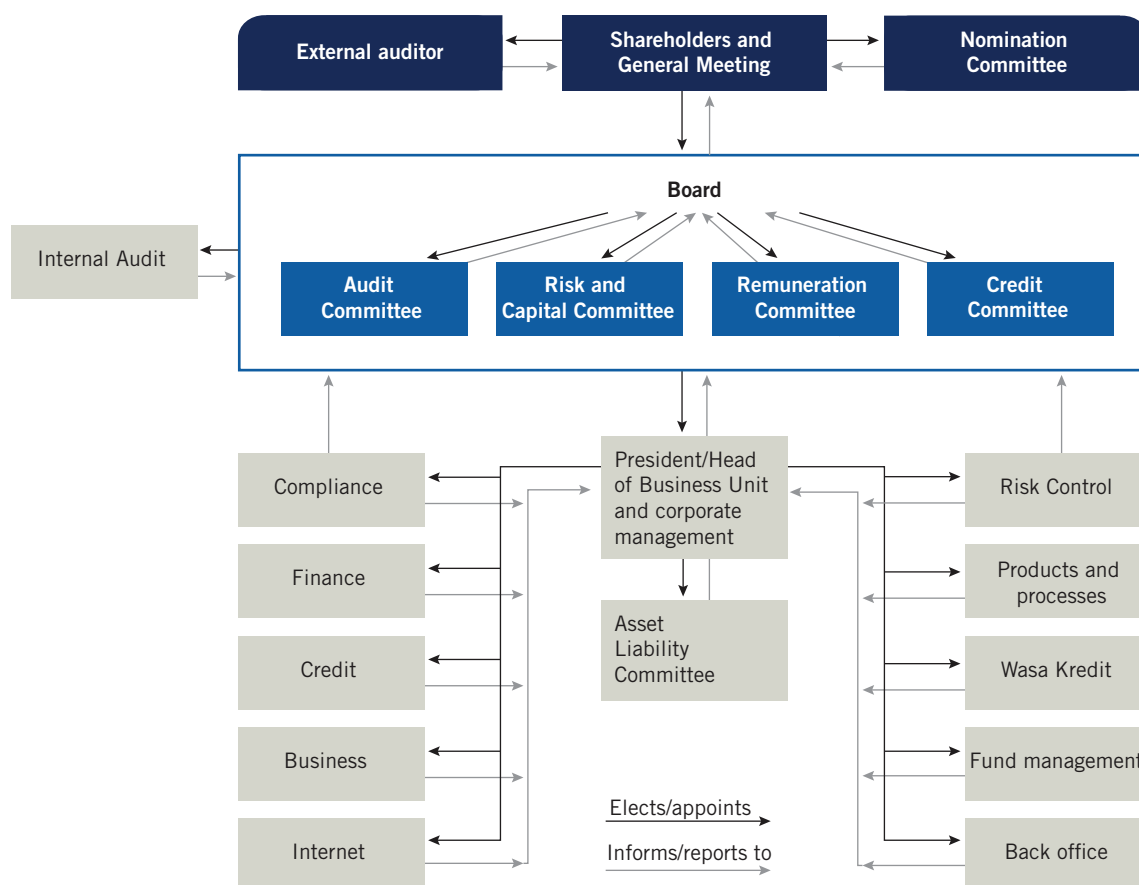 External auditor
Shareholders and
General Meeting
Nomination
Committee
Board
Internal Audit
Audit
Committee
Risk and
Capital Committee
Remuneration
Committee
Credit
Committee
Compliance
President/Head
of Business Unit
and corporate
management
Risk Control
Finance
Products and
processes
Asset
Liability
Committee
Credit
Wasa Kredit
Business
Fund management
Elects/appoints
Informs/reports to
Internet
Back office